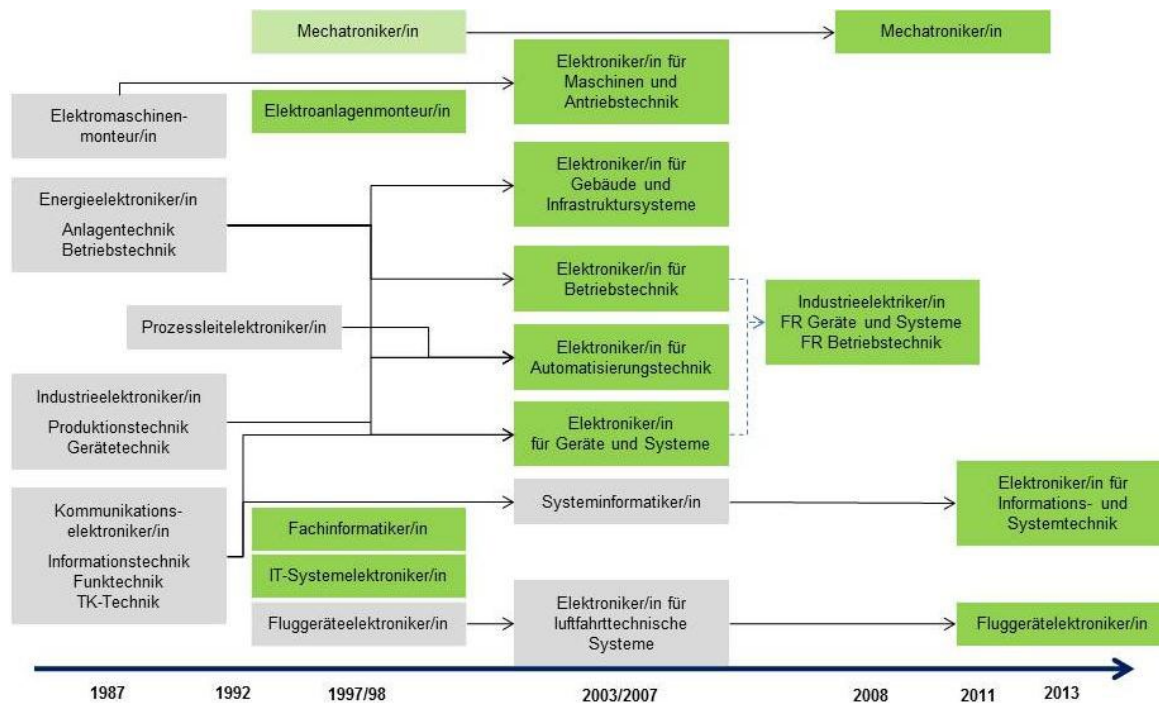 Mechatroniker/in
Mechatroniker/in
Elektromaschinen-
monteur/in
Elektroanlagenmonteur/in
Elektroniker/in für
Maschinen und
Antriebstechnik
Energieelektroniker/in
Anlagentechnik
Betriebstechnik
Elektroniker/in für
Gebäude und
Infrastruktursysteme
Elektroniker/in für
Betriebstechnik
Industrieelektriker/in
FR Geräte und Systeme
FR Betriebstechnik
Prozessleitelektroniker/in
Elektroniker/in für
Automatisierungstechnik
Industrieelektroniker/in
Produktionstechnik
Gerätetechnik
Elektroniker/in
für Geräte und Systeme
Kommunikations-
elektroniker/in
Informationstechnik
Funktechnik
TK-Technik
Systeminformatiker/in
Elektroniker/in für
Informations- und
Systemtechnik
Fachinformatiker/in
IT-Systemelektroniker/in
Fluggeräteelektroniker/in
Elektroniker/in für
luftfahrttechnische
Systeme
Fluggerätelektroniker/in
1987 1992 1997/98 2003/2007 2008 2011 2013